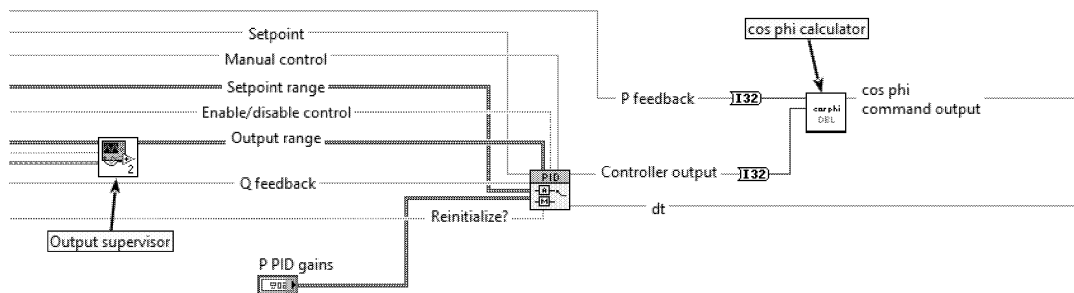 cos phi calculator
Setpoint
Manual control
Setpoint range
P feedback
I32
cos phi
DEL
cos phi
command output
Enable/disable control
Output range
2
Controller output
I32
PID
A
M
Q feedback
dt
Reinitialize?
Output supervisor
P PID gains